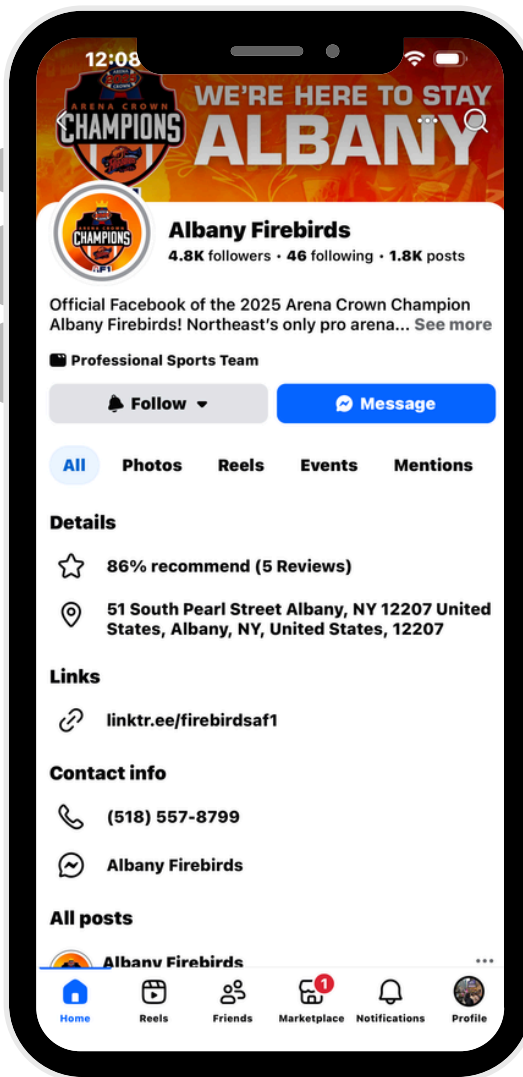 12:08
ARENA CROWN
CHAMPIONS
WE'RE HERE TO STAY
ALBANY
CHAMPIONS
AF1
Albany Firebirds
4.8K followers • 46 following • 1.8K posts
Official Facebook of the 2025 Arena Crown Champion
Albany Firebirds! Northeast's only pro arena... See more
Professional Sports Team
Follow
Message
All Photos Reels Events Mentions
Details
86% recommend (5 Reviews)
51 South Pearl Street Albany, NY 12207 United
States, Albany, NY, United States, 12207
Links
linktr.ee/firebirdsaf1
Contact info
(518) 557-8799
Albany Firebirds
All posts
Albany Firebirds
1
Home Reels Friends Marketplace Notifications Profile